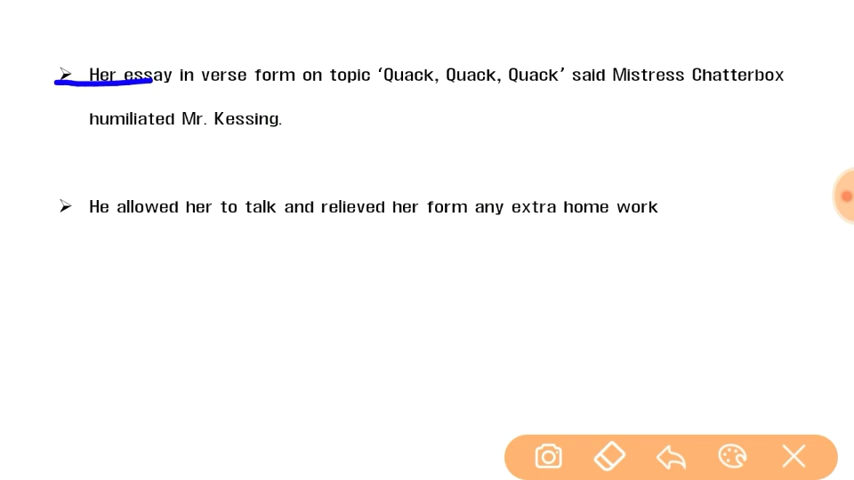 ➢ Her essay in verse form on topic ‘Quack, Quack, Quack’ said Mistress Chatterbox
humiliated Mr. Kessing.
➢ He allowed her to talk and relieved her form any extra home work